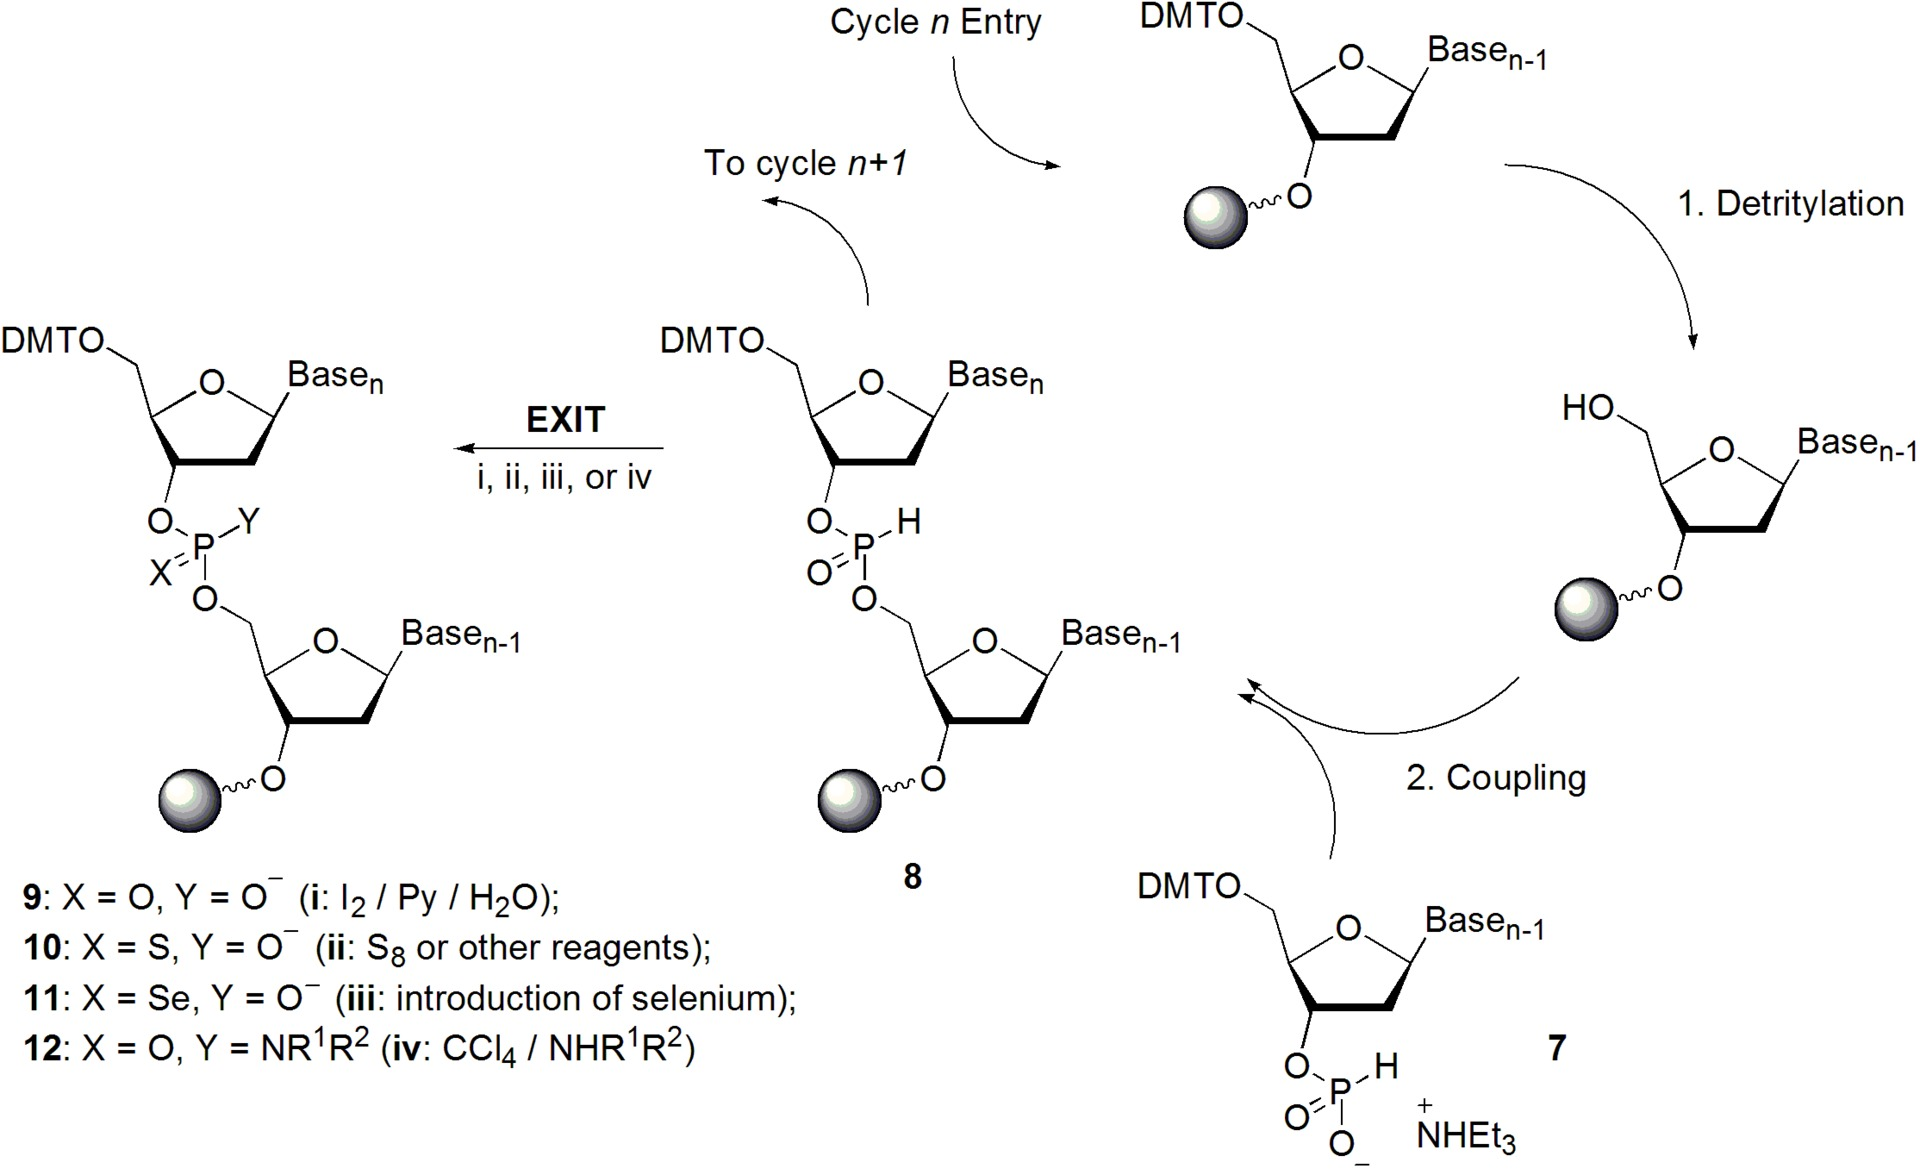 Cycle n Entry
DMTO
O
Base n-1
O
To cycle n+1
1. Detritylation
DMTO
O
Base n
O
Y
P
X
O
O
Base n-1
O
EXIT
i, ii, iii, or iv
DMTO
O
Base n
O
H
P
O
O
O
Base n-1
O
8
HO
O
Base n-1
O
2. Coupling
DMTO
O
Base n-1
O
H
P
O
O−
+
NHEt3
7
9: X = O, Y = O− (i: I2 / Py / H2O);
10: X = S, Y = O− (ii: S8 or other reagents);
11: X = Se, Y = O− (iii: introduction of selenium);
12: X = O, Y = NR1R2 (iv: CCl4 / NHR1R2)